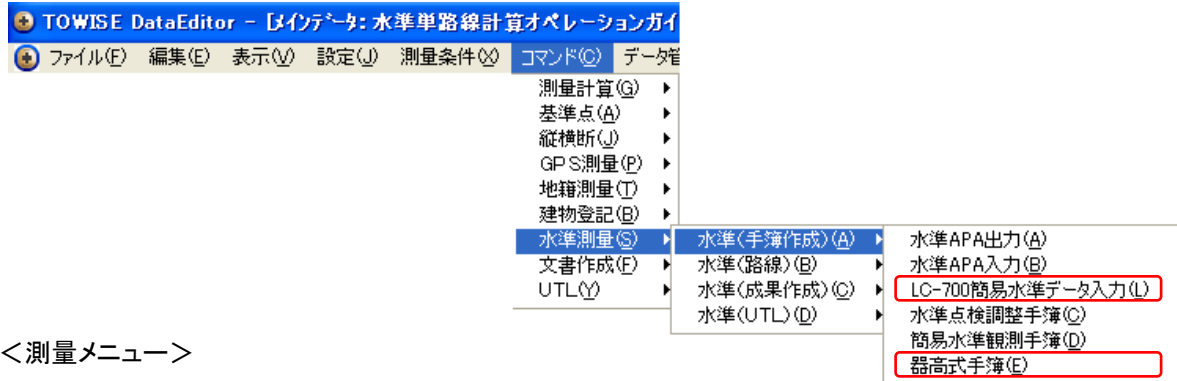 TOWISE DataEditor - [ﾒｲﾝﾃﾞｰﾀ: 水準単路線計算オペレーションガイ
ファイル(F) 編集(E) 表示(V) 設定(J) 測量条件(X) コマンド(C) データ管
測量計算(G)
基準点(A)
縦横断(J)
GPS測量(P)
地籍測量(T)
建物登記(B)
水準測量(S)
文書作成(F)
UTL(Y)
水準(手簿作成)(A)
水準(路線)(B)
水準(成果作成)(C)
水準(UTL)(D)
水準APA出力(A)
水準APA入力(B)
LC-700簡易水準データ入力(L)
水準点検調整手簿(C)
簡易水準観測手簿(D)
器高式手簿(E)
＜測量メニュー＞